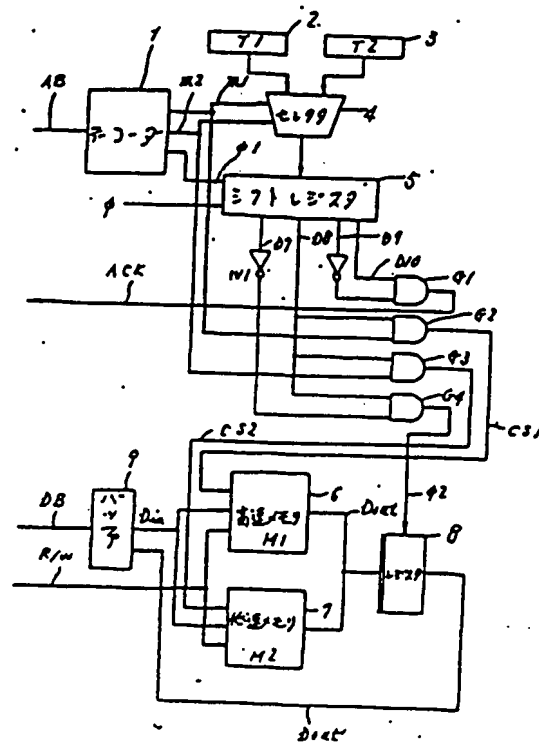 2
3
1
T1
T2
AB
m2
m1
セレクタ
4
デコーダ
φ1
5
シフトレジスタ
φ
D7
D8
D9
D10
IV1
G1
ACK
G2
G3
G4
CS2
CS1
9
6
φ2
DB
バッファ
Din
高速メモリ
M1
Dout
8
R/W
レジスタ
低速メモリ
M2
7
Dout